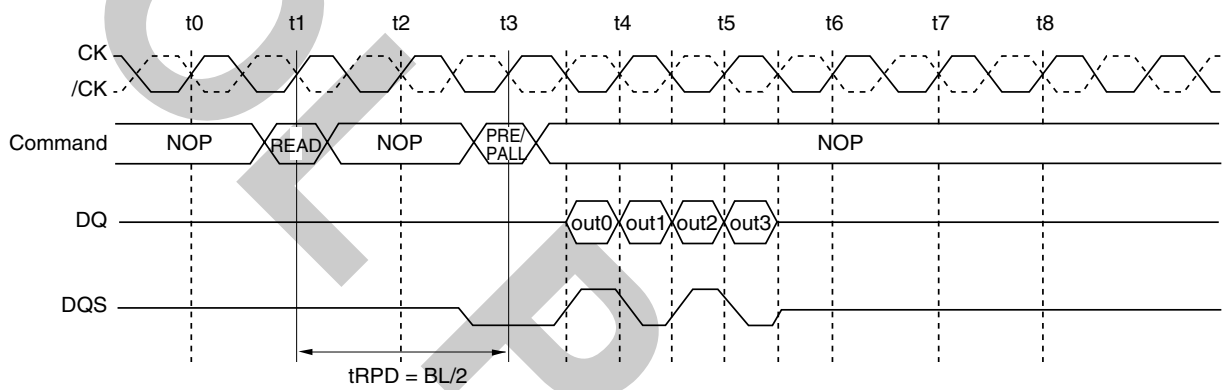 t0 t1 t2 t3 t4 t5 t6 t7 t8
CK
/CK
Command NOP READ NOP PRE/ PALL NOP
DQ out0 out1 out2 out3
DQS
tRPD = BL/2